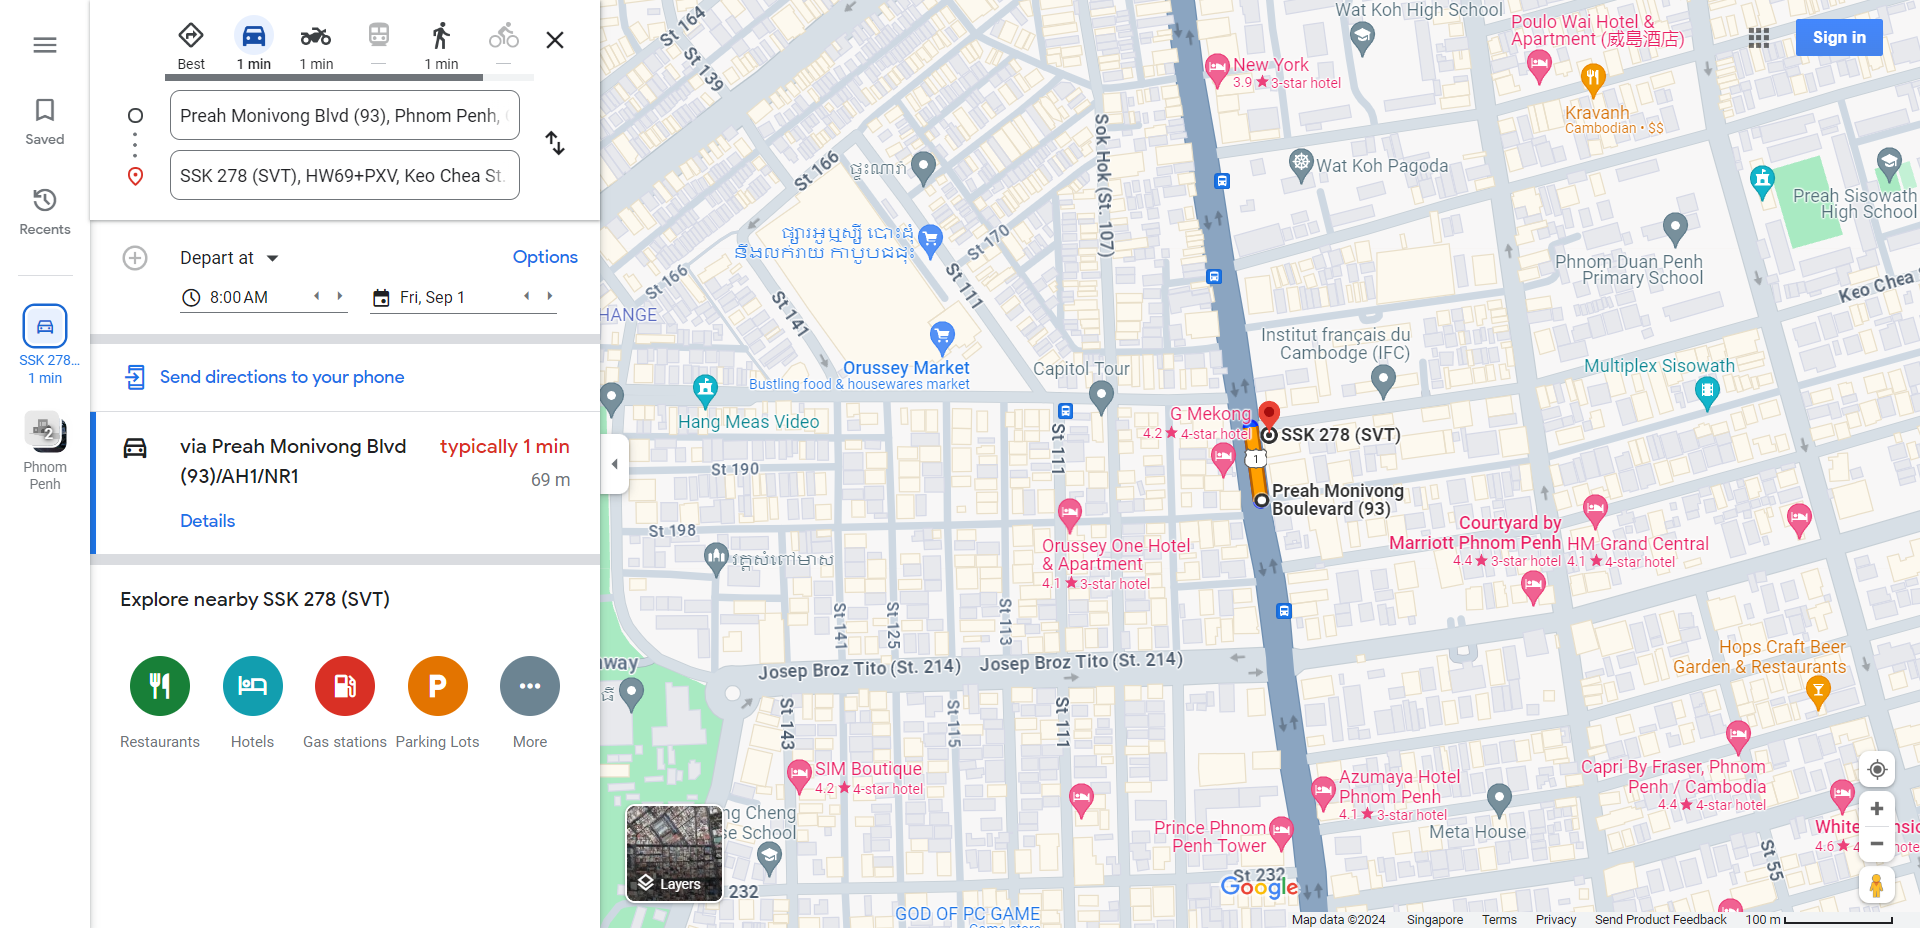 Saved
Recents
SSK 278...
1 min
2
Phnom
Penh
Best
1 min
1 min
1 min
Preah Monivong Blvd (93), Phnom Penh,
SSK 278 (SVT), HW69+PXV, Keo Chea St.
Depart at
Options
8:00 AM
Fri, Sep 1
Send directions to your phone
via Preah Monivong Blvd
(93)/AH1/NR1
typically 1 min
69 m
Details
Explore nearby SSK 278 (SVT)
Restaurants
Hotels
Gas stations
P
Parking Lots
More
Sign in
St 164
St 139
St 166
St 166
St 170
St 111
St 141
Sok Hok (St. 107)
Wat Koh High School
Poulo Wai Hotel &
Apartment (威島酒店)
New York
3.9 ★ 3-star hotel
Kravanh
Cambodian • $$
Wat Koh Pagoda
ផ្ទះណារ៉ា
ផ្សារអូឬស្សី បោះដុំ
និងលក់រាយ កាបូបជជុះ
Preah Sisowath
High School
Phnom Duan Penh
Primary School
Keo Chea
HANGE
Orussey Market
Bustling food & housewares market
Capitol Tour
Institut français du
Cambodge (IFC)
Multiplex Sisowath
Hang Meas Video
G Mekong
4.2 ★ 4-star hotel
SSK 278 (SVT)
1
Preah Monivong
Boulevard (93)
St 190
St 111
St 198
វត្តសំពៅមាស
Orussey One Hotel
& Apartment
4.1 ★ 3-star hotel
Courtyard by
Marriott Phnom Penh
4.4 ★ 3-star hotel
HM Grand Central
4.1 ★ 4-star hotel
St 141
St 125
St 113
Josep Broz Tito (St. 214)
Josep Broz Tito (St. 214)
Hops Craft Beer
Garden & Restaurants
St 143
St 115
St 111
SIM Boutique
4.2 ★ 4-star hotel
Azumaya Hotel
Phnom Penh
4.1 ★ 3-star hotel
Capri By Fraser, Phnom
Penh / Cambodia
4.4 ★ 4-star hotel
Prince Phnom
Penh Tower
Meta House
St 55
St 232
232
Layers
GOD OF PC GAME
Google
Map data ©2024
Singapore
Terms
Privacy
Send Product Feedback
100 m